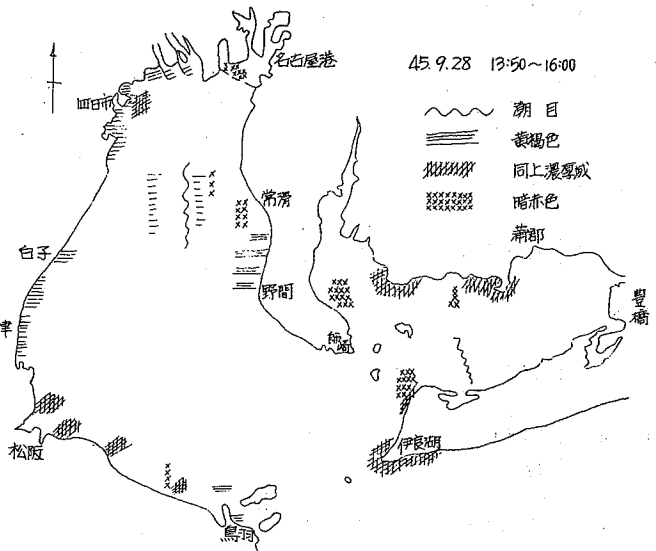 名古屋港
45.9.28 13:50～16:00
四日市
潮目
黄褐色
同上濃厚域
常滑
暗赤色
蒲郡
白子
野間
豊橋
津
師崎
伊良湖
松阪
鳥羽